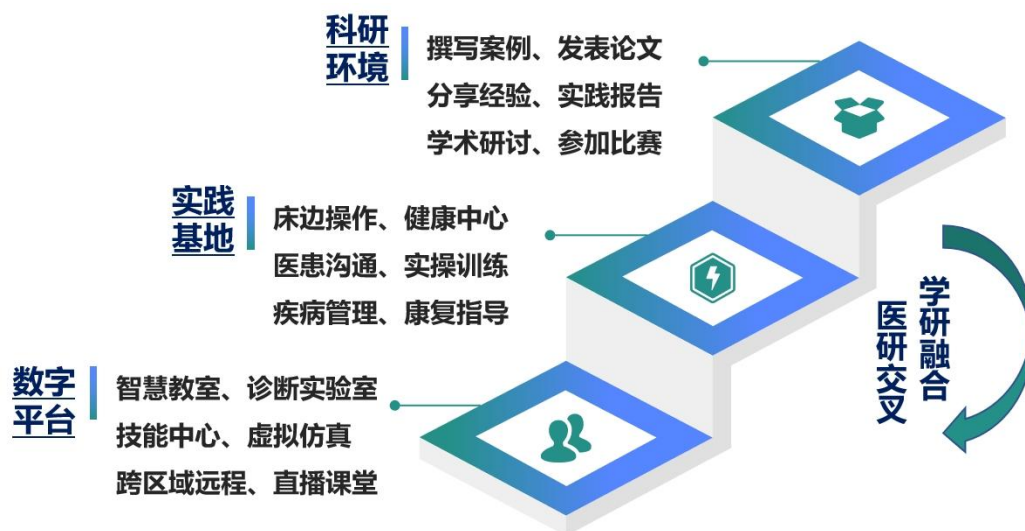 科研
环境
撰写案例、发表论文
分享经验、实践报告
学术研讨、参加比赛
实践
基地
床边操作、健康中心
医患沟通、实操训练
疾病管理、康复指导
数字
平台
智慧教室、诊断实验室
技能中心、虚拟仿真
跨区域远程、直播课堂
学研融合
医研交叉